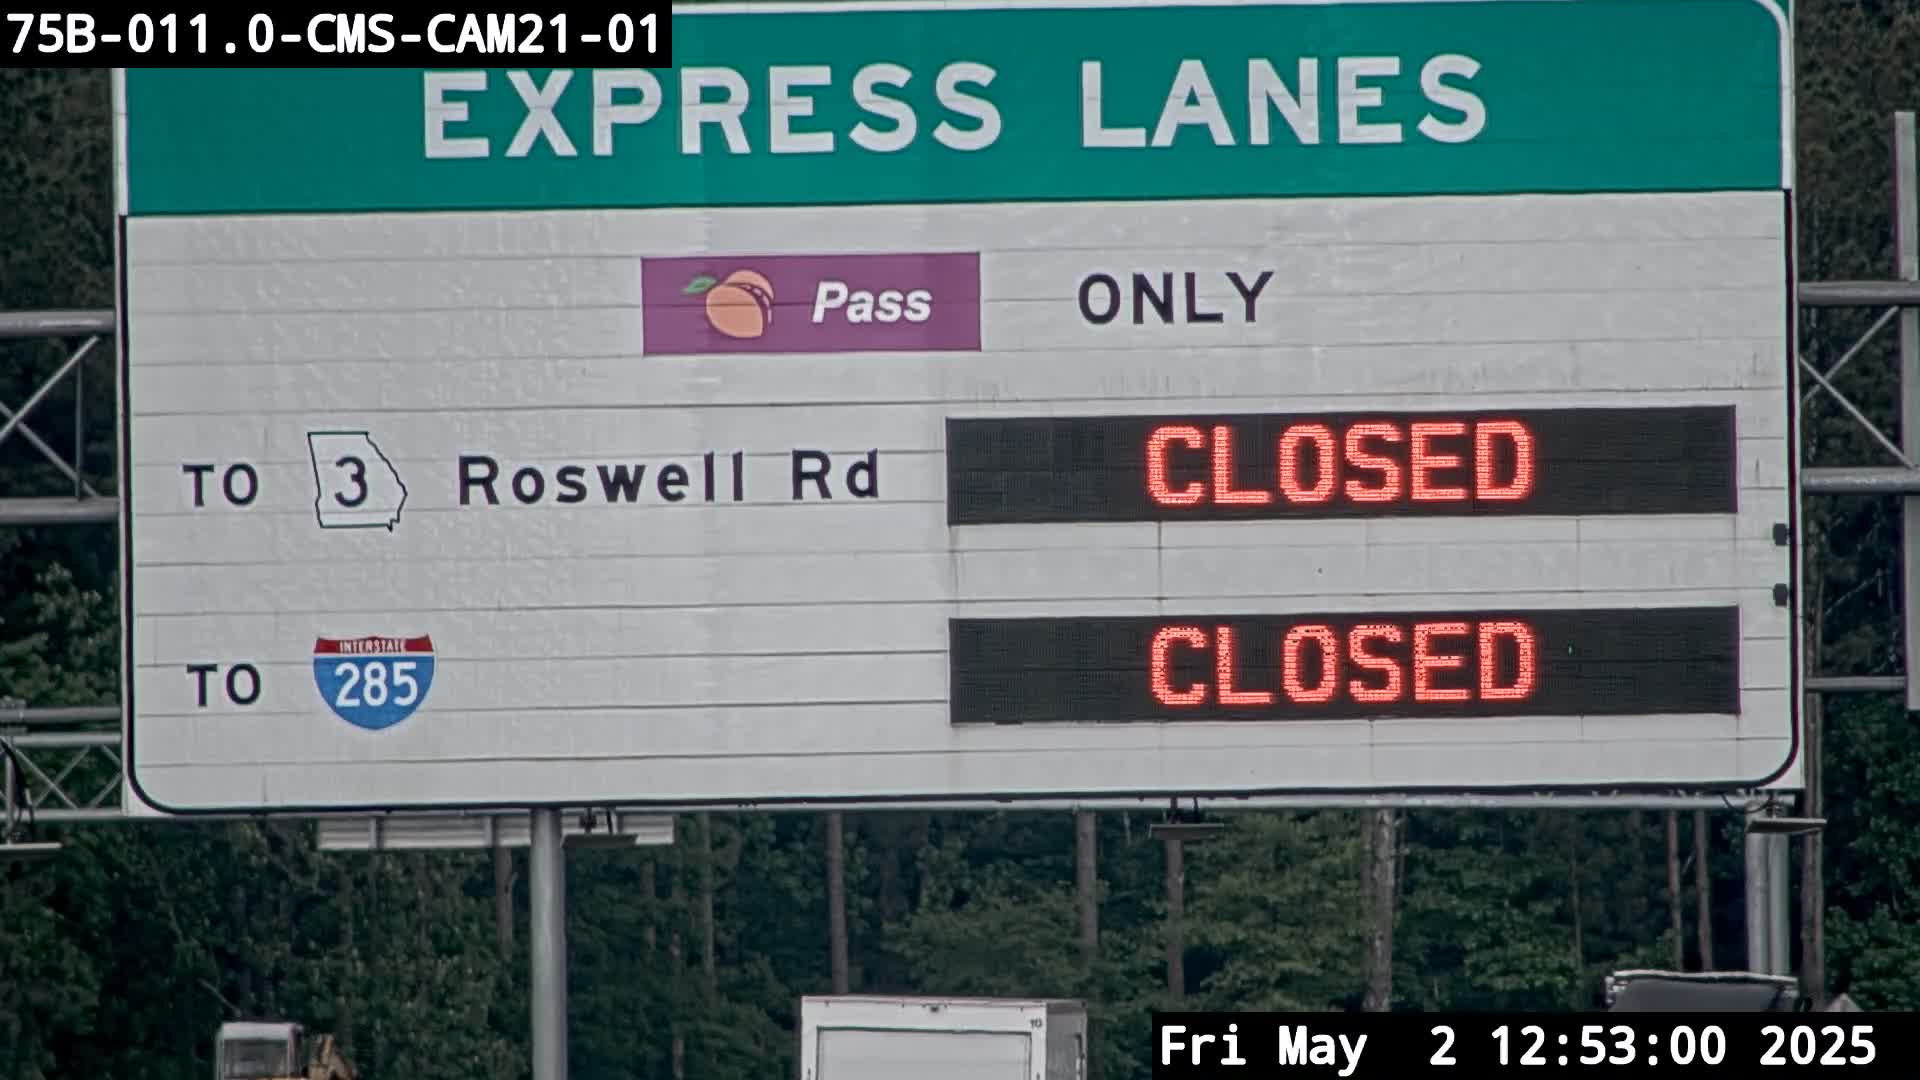 75B-011.0-CMS-CAM21-01
EXPRESS LANES
Pass ONLY
TO 3 Roswell Rd CLOSED
TO INTERSTATE 285 CLOSED
10
Fri May 2 12:53:00 2025